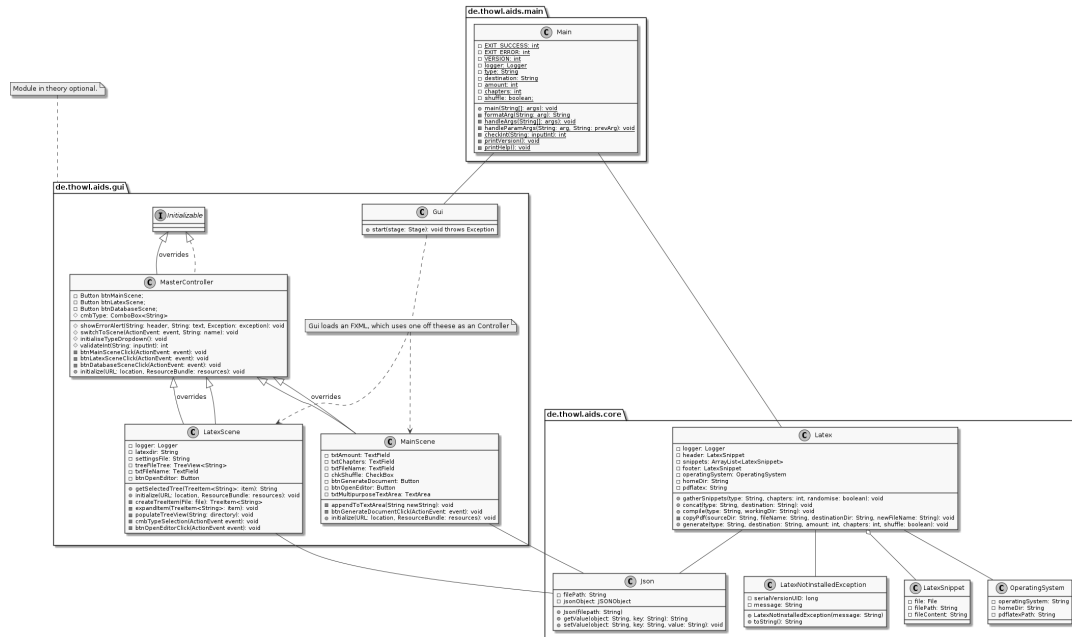 de.thowl.aids.main
C Main
EXIT_SUCCESS: int
EXIT_ERROR: int
VERSION: int
logger: Logger
type: String
destination: String
amount: int
chapters: int
shuffle: boolean;
main(String[]: args): void
formatArg(String: arg): String
handleArgs(String[]: args): void
handleParamArgs(String: arg, String: prevArg): void
checkInt(String: inputInt): int
printVersion(): void
printHelp(): void
Module in theory optional.
de.thowl.aids.gui
I Initializable
overrides
C Gui
start(stage: Stage): void throws Exception
C MasterController
Button btnMainScene;
Button btnLatexScene;
Button btnDatabaseScene;
cmbType: ComboBox<String>
showErrorAlert(String: header, String: text, Exception: exception): void
switchToScene(ActionEvent: event, String: name): void
initialiseTypeDropdown(): void
validateInt(String: inputInt): int
btnMainSceneClick(ActionEvent: event): void
btnLatexSceneClick(ActionEvent: event): void
btnDatabaseSceneClick(ActionEvent: event): void
initialize(URL: location, ResourceBundle: resources): void
Gui loads an FXML, which uses one off theese as an Controller
overrides
overrides
C LatexScene
logger: Logger
latexdir: String
settingsFile: String
treeFileTree: TreeView<String>
txtFileName: TextField
btnOpenEditor: Button
getSelectedTree(TreeItem<String>: item): String
initialize(URL: location, ResourceBundle: resources): void
createTreeItem(File: file): TreeItem<String>
expandItem(TreeItem<String>: item): void
populateTreeView(String: directory): void
cmbTypeSelection(ActionEvent event): void
btnOpenEditorClick(ActionEvent event): void
C MainScene
txtAmount: TextField
txtChapters: TextField
txtFileName: TextField
chkShuffle: CheckBox
btnGenerateDocument: Button
btnOpenEditor: Button
txtMultipurposeTextArea: TextArea
appendToTextArea(String newString): void
btnGenerateDocumentClick(ActionEvent: event): void
initialize(URL: location, ResourceBundle: resources): void
de.thowl.aids.core
C Latex
logger: Logger
header: LatexSnippet
snippets: ArrayList<LatexSnippet>
footer: LatexSnippet
operatingSystem: OperatingSystem
homeDir: String
pdflatex: String
gatherSnippets(type: String, chapters: int, randomise: boolean): void
concat(type: String, destination: String): void
compile(type: String, workingDir: String): void
copyPdf(sourceDir: String, fileName: String, destinationDir: String, newFileName: String): void
generate(type: String, destination: String, amount: int, chapters: int, shuffle: boolean): void
C Json
filePath: String
jsonObject: JSONObject
Json(filepath: String)
getValue(object: String, key: String): String
setValue(object: String, key: String, value: String): void
C LatexNotInstalledException
serialVersionUID: long
message: String
LatexNotInstalledException(message: String)
toString(): String
C LatexSnippet
file: File
filePath: String
fileContent: String
C OperatingSystem
operatingSystem: String
homeDir: String
pdflatexPath: String